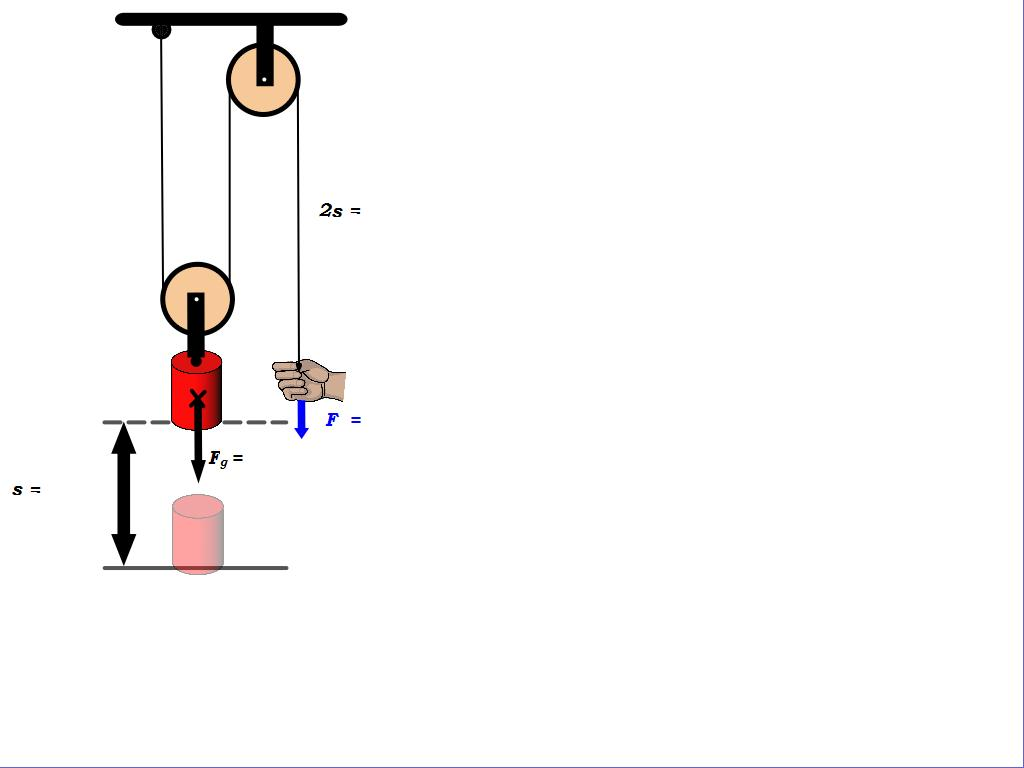 2s =
F =
Fg =
s =